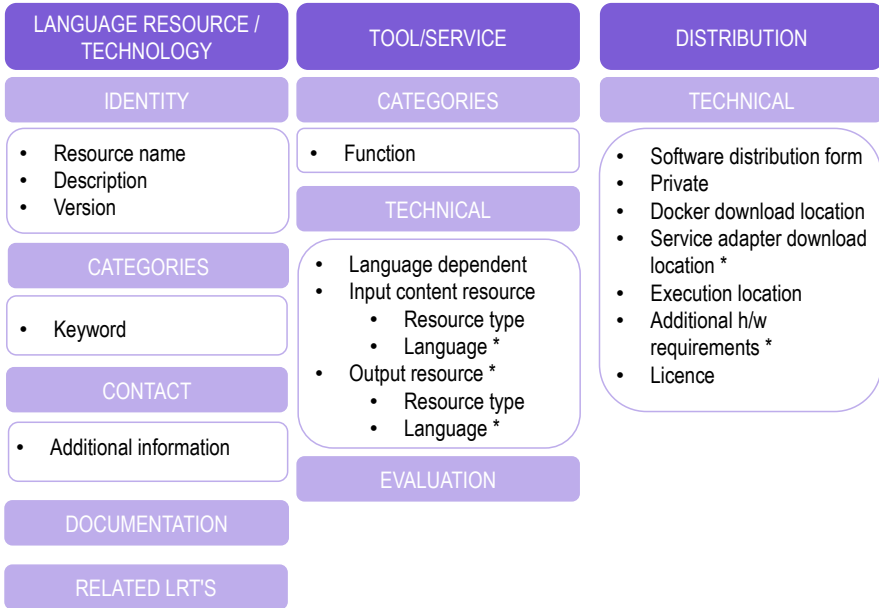 LANGUAGE RESOURCE /
TECHNOLOGY
IDENTITY
• Resource name
• Description
• Version
CATEGORIES
• Keyword
CONTACT
• Additional information
DOCUMENTATION
RELATED LRT'S
TOOL/SERVICE
CATEGORIES
• Function
TECHNICAL
• Language dependent
• Input content resource
• Resource type
• Language *
• Output resource *
• Resource type
• Language *
EVALUATION
DISTRIBUTION
TECHNICAL
• Software distribution form
• Private
• Docker download location
• Service adapter download
location *
• Execution location
• Additional h/w
requirements *
• Licence